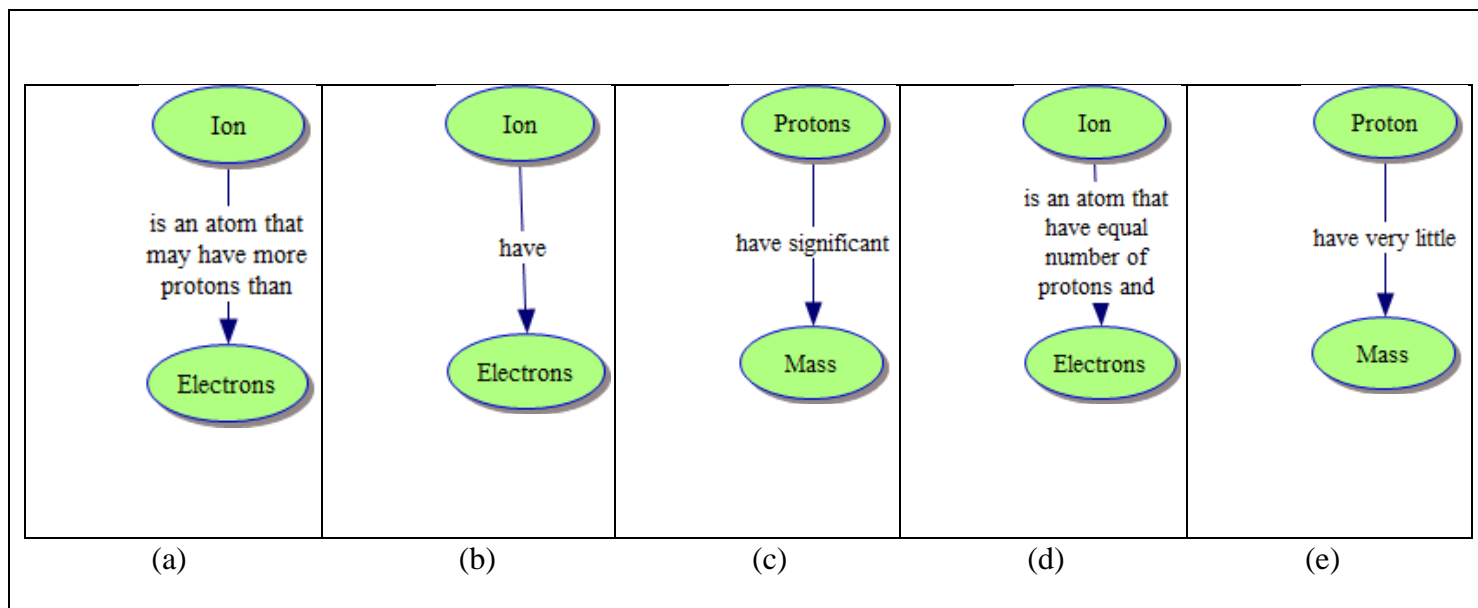 Ion
is an atom that
may have more
protons than
Electrons
(a)
Ion
have
Electrons
(b)
Protons
have significant
Mass
(c)
Ion
is an atom that
have equal
number of
protons and
Electrons
(d)
Proton
have very little
Mass
(e)